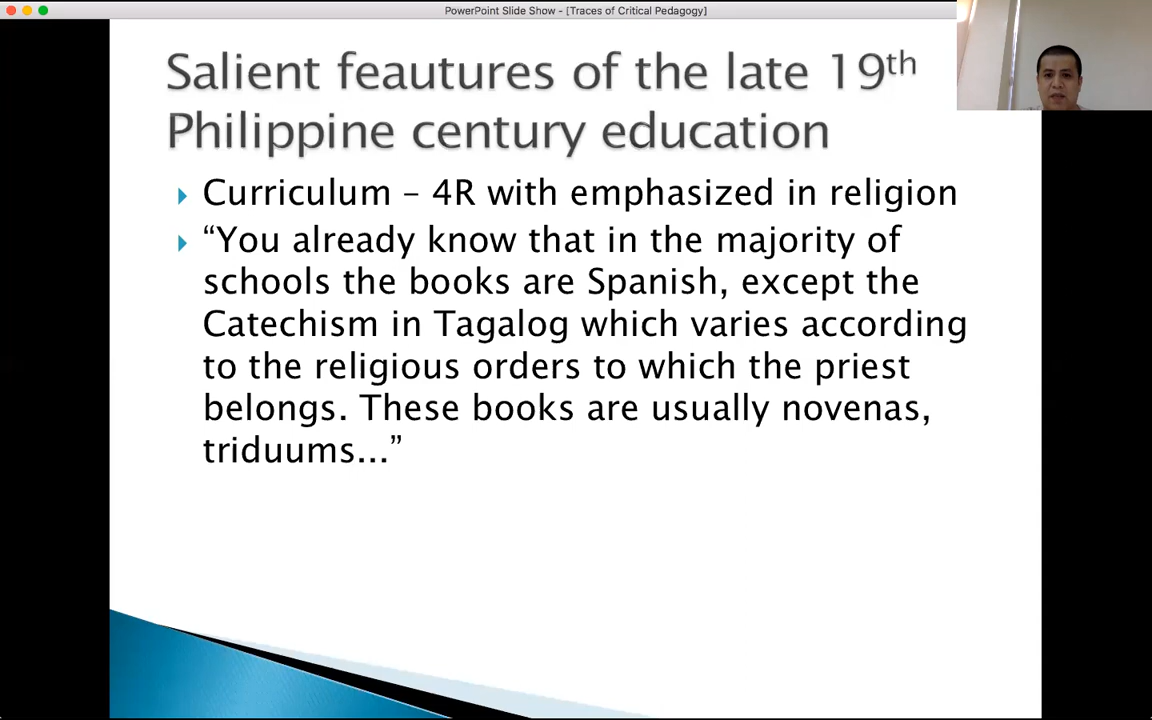 PowerPoint Slide Show - [Traces of Critical Pedagogy]
Salient feautures of the late 19th
Philippine century education
Curriculum – 4R with emphasized in religion
“You already know that in the majority of
schools the books are Spanish, except the
Catechism in Tagalog which varies according
to the religious orders to which the priest
belongs. These books are usually novenas,
triduums...”